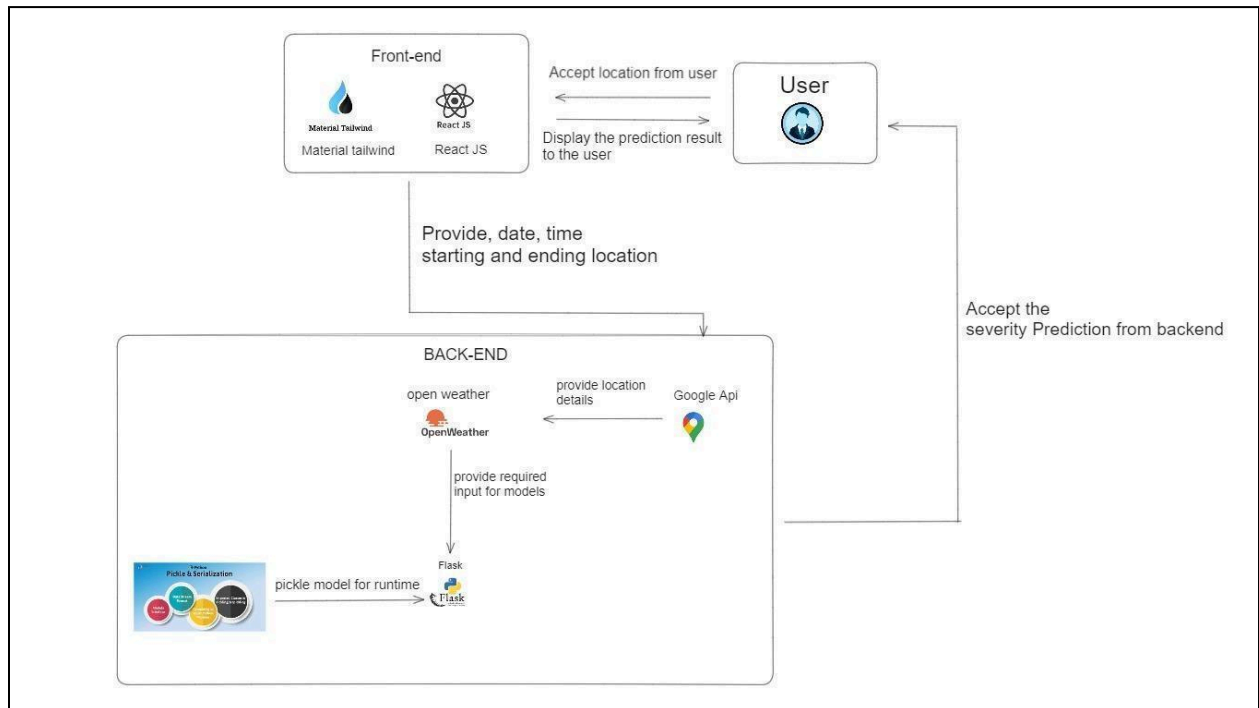 Front-end
Material Tailwind
React JS
Material tailwind
React JS
Accept location from user
Display the prediction result
to the user
User
Provide, date, time
starting and ending location
Accept the
severity Prediction from backend
BACK-END
open weather
OpenWeather
provide location
details
Google Api
provide required
input for models
Flask
Flask
Pickle & Serialization
pickle model for runtime